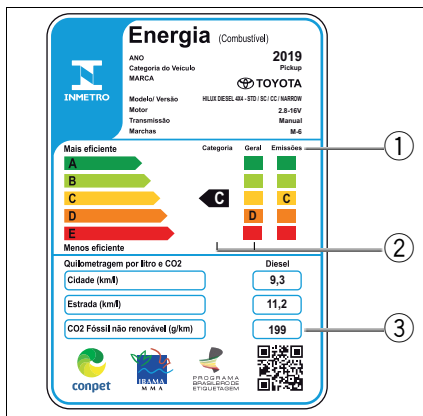 Energia (Combustível)
ANO 2019
Categoria do Veículo Pickup
MARCA TOYOTA
INMETRO
Modelo/ Versão HILUX DIESEL 4X4 - STD / SC / CC / NARROW
Motor 2.8-16V
Transmissão Manual
Marchas M-6
Mais eficiente Categoria Geral Emissões 1
A
B
C C C
D D
E
Menos eficiente 2
Quilometragem por litro e CO2 Diesel
Cidade (km/l) 9,3
Estrada (km/l) 11,2
CO2 Fóssil não renovável (g/km) 199 3
conpet
IBAMA
M M A
PROGRAMA
BRASILEIRO DE
ETIQUETAGEM